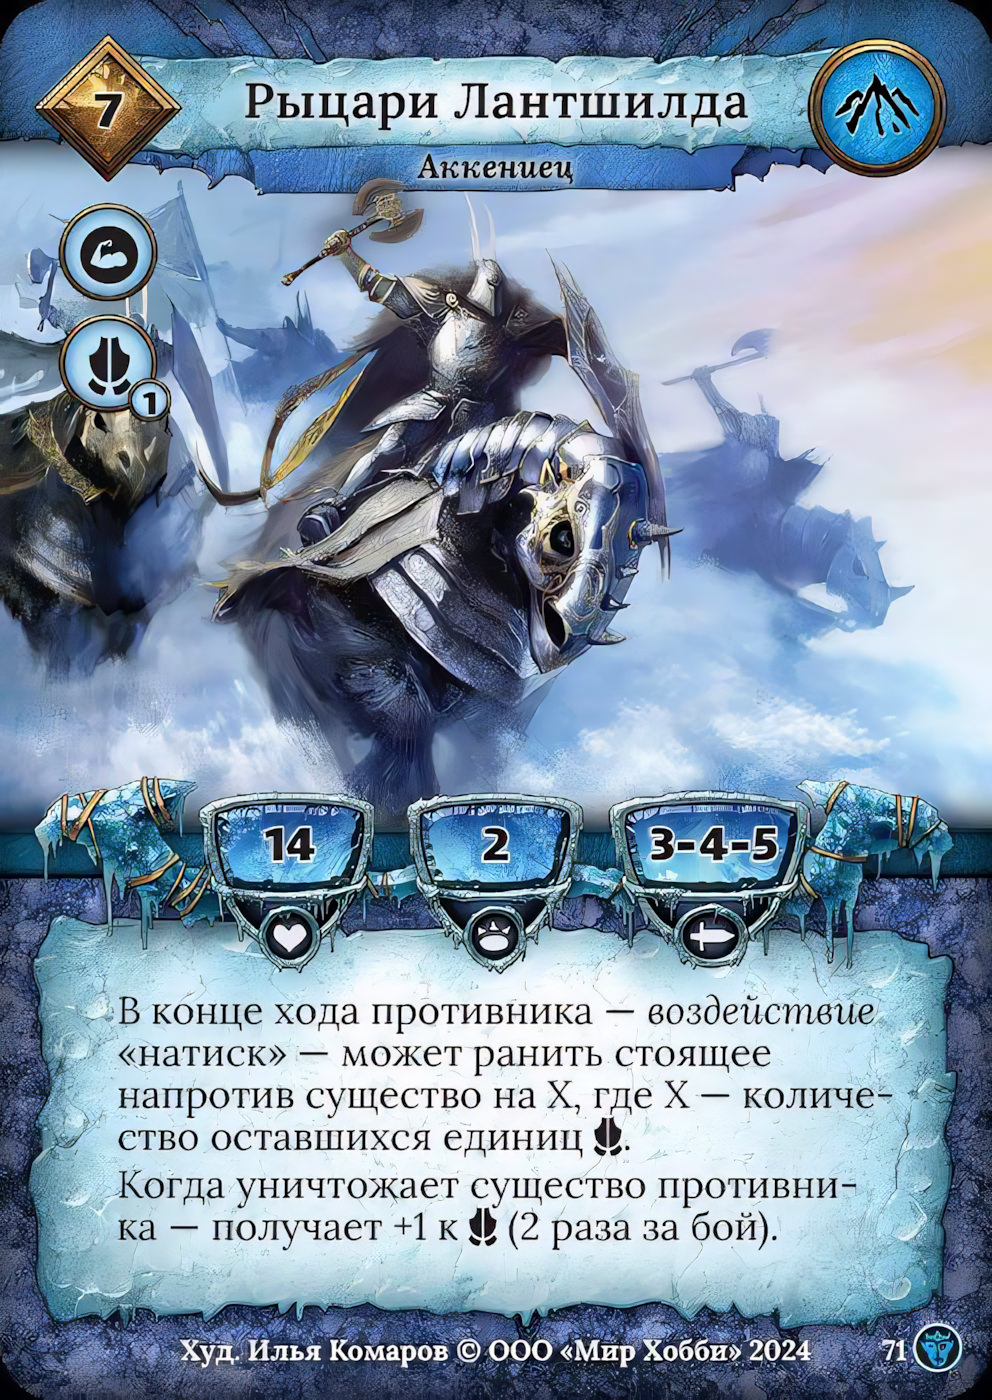 7
Рыцари Лантшилда
Аккениец
1
14
2
3-4-5
В конце хода противника — воздействие
«натиск» — может ранить стоящее
напротив существо на X, где X — количе-
ство оставшихся единиц .
Когда уничтожает существо противни-
ка — получает +1 к (2 раза за бой).
Худ. Илья Комаров © ООО «Мир Хобби» 2024
71